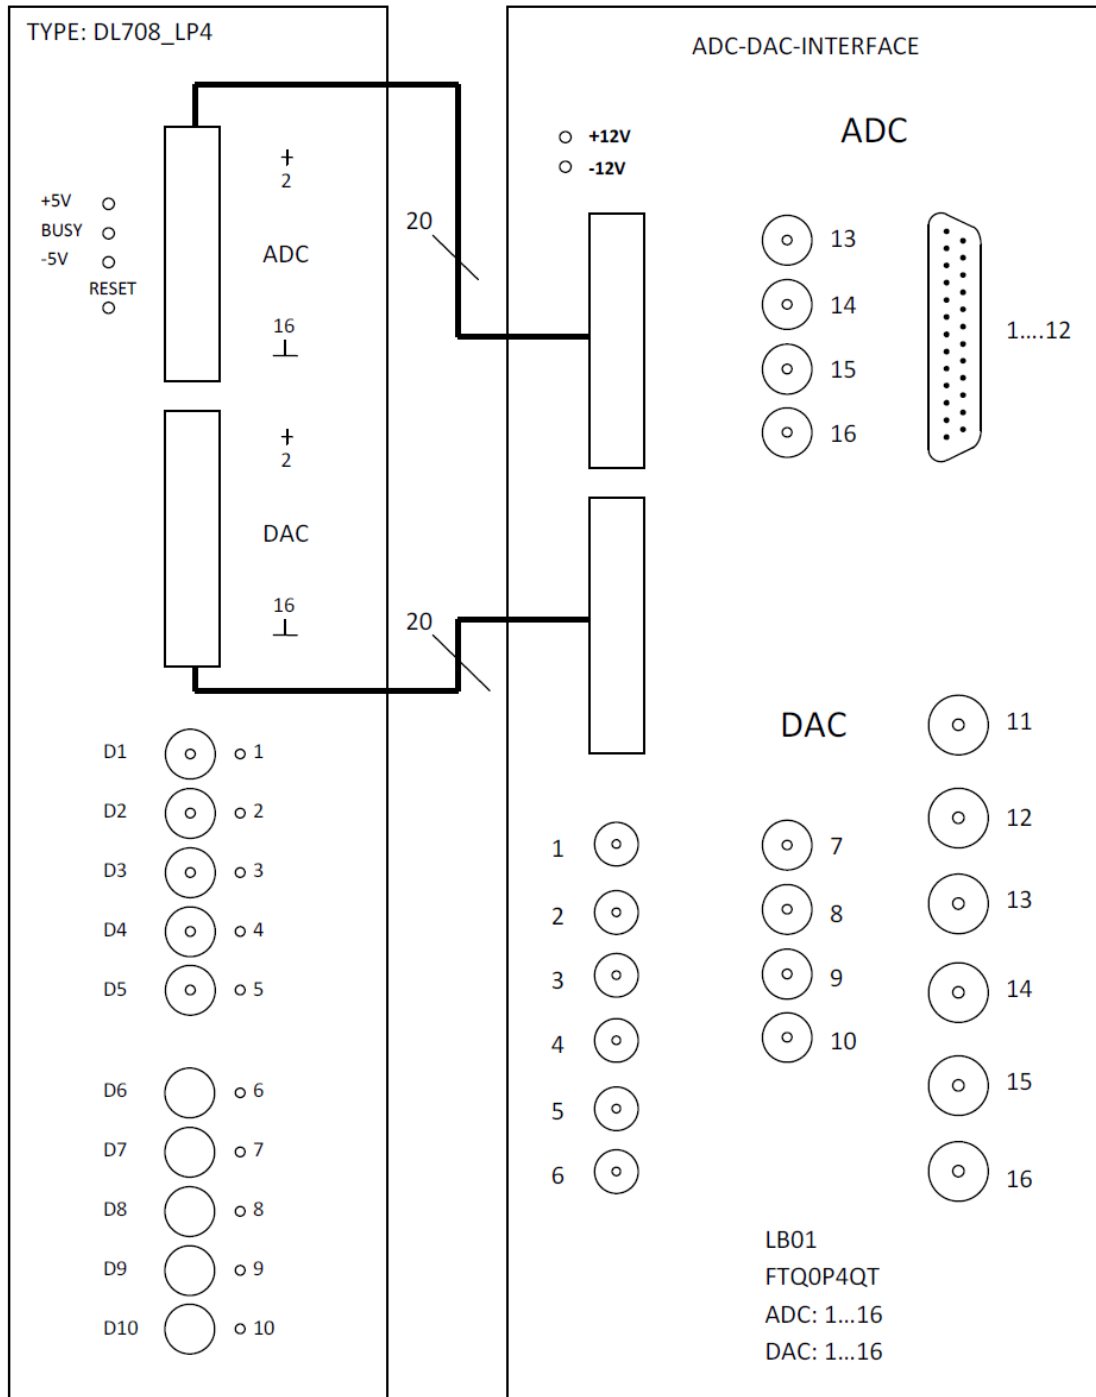 TYPE: DL708_LP4
+
2
+5V
BUSY
-5V
ADC
RESET
16
+
2
DAC
16
D1 1
D2 2
D3 3
D4 4
D5 5
D6 6
D7 7
D8 8
D9 9
D10 10
20
20
ADC-DAC-INTERFACE
ADC
+12V
-12V
13
14
15
16
1....12
DAC
1
2
3
4
5
6
7
8
9
10
11
12
13
14
15
16
LB01
FTQ0P4QT
ADC: 1...16
DAC: 1...16